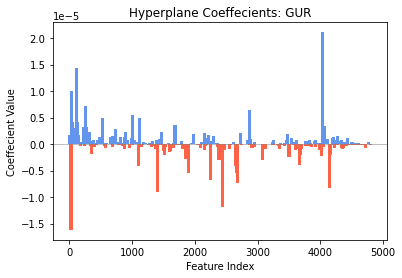 Hyperplane Coeffecients: GUR
1e−5
2.0
1.5
1.0
0.5
0.0
−0.5
−1.0
−1.5
Coeffecient Value
0 1000 2000 3000 4000 5000
Feature Index